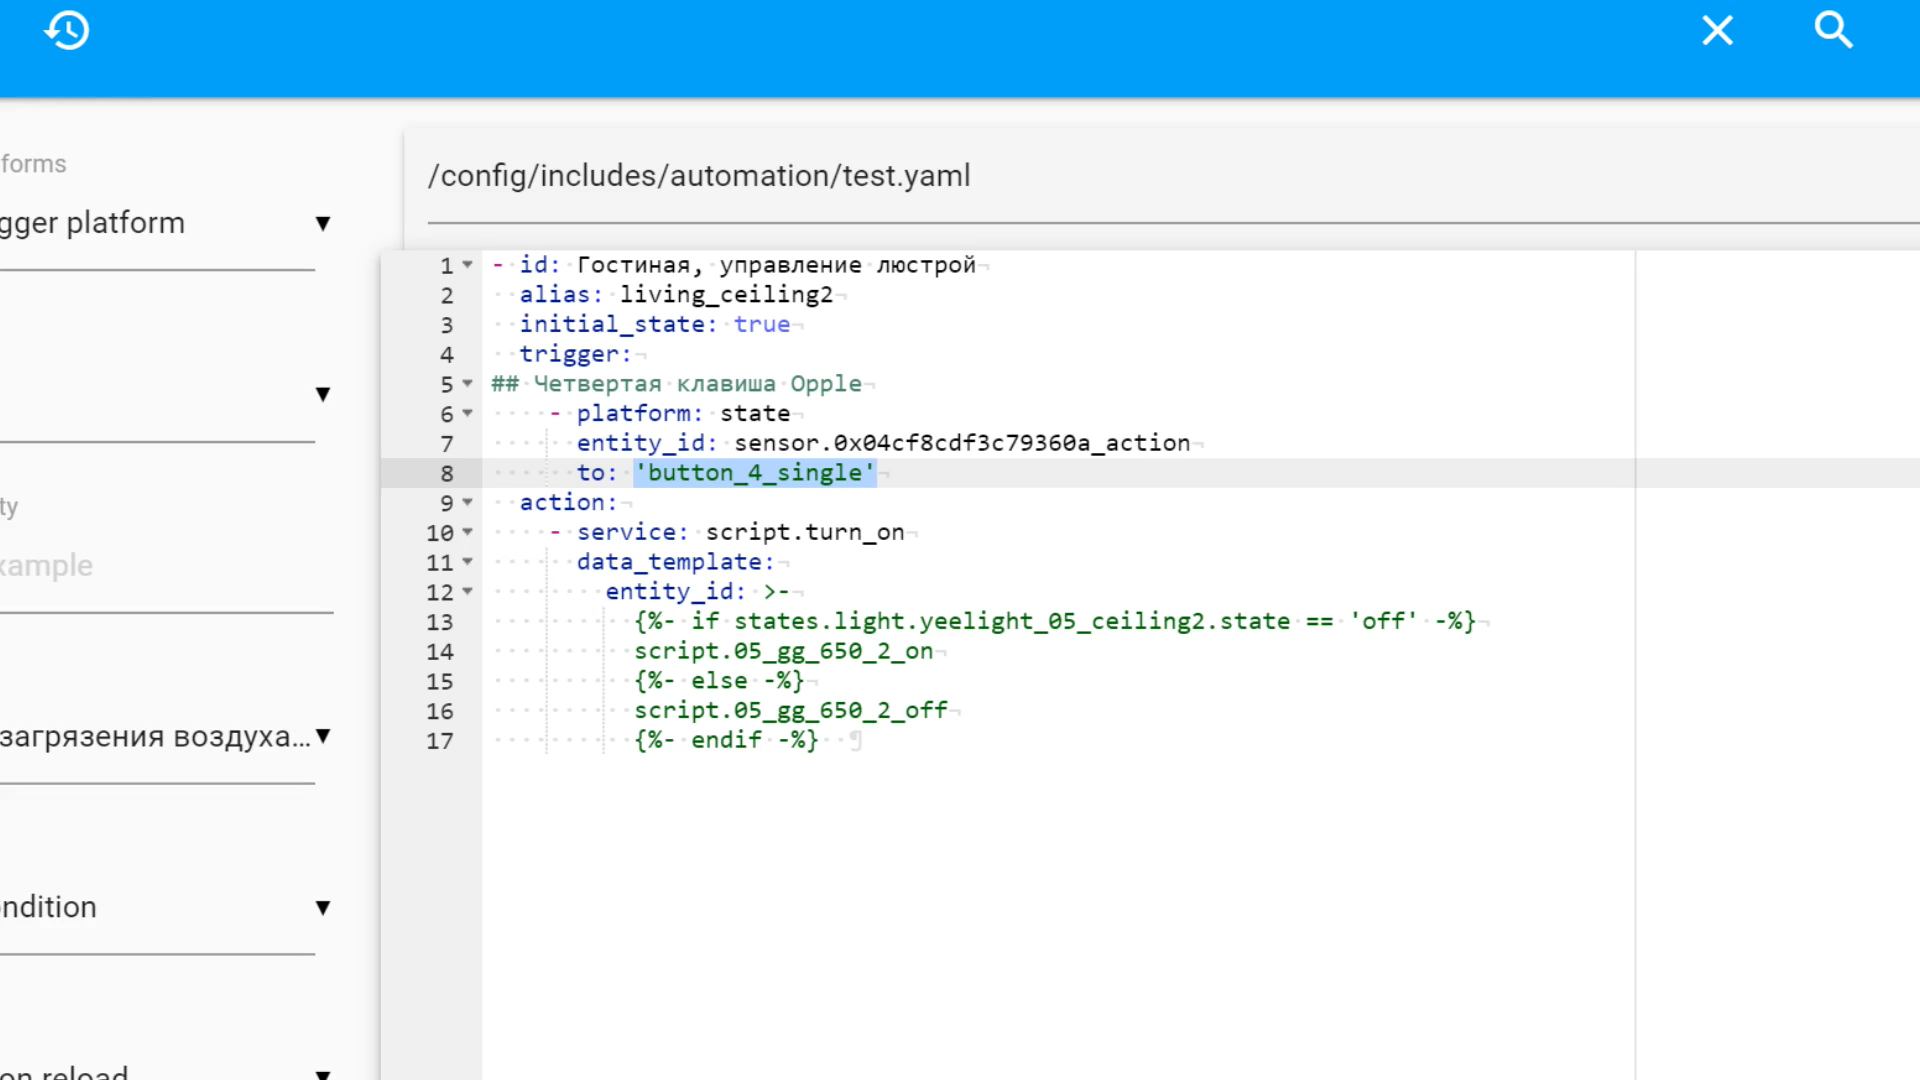 forms
gger platform
ty
xample
загрязения воздуха...
ondition
on reload
/config/includes/automation/test.yaml
1 - id: Гостиная, управление люстрой
2 alias: living_ceiling2
3 initial_state: true
4 trigger:
5 ## Четвертая клавиша Opple
6 - platform: state
7 entity_id: sensor.0x04cf8cdf3c79360a_action
8 to: 'button_4_single'
9 action:
10 - service: script.turn_on
11 data_template:
12 entity_id: >-
13 {%- if states.light.yeelight_05_ceiling2.state == 'off' -%}
14 script.05_gg_650_2_on
15 {%- else -%}
16 script.05_gg_650_2_off
17 {%- endif -%}